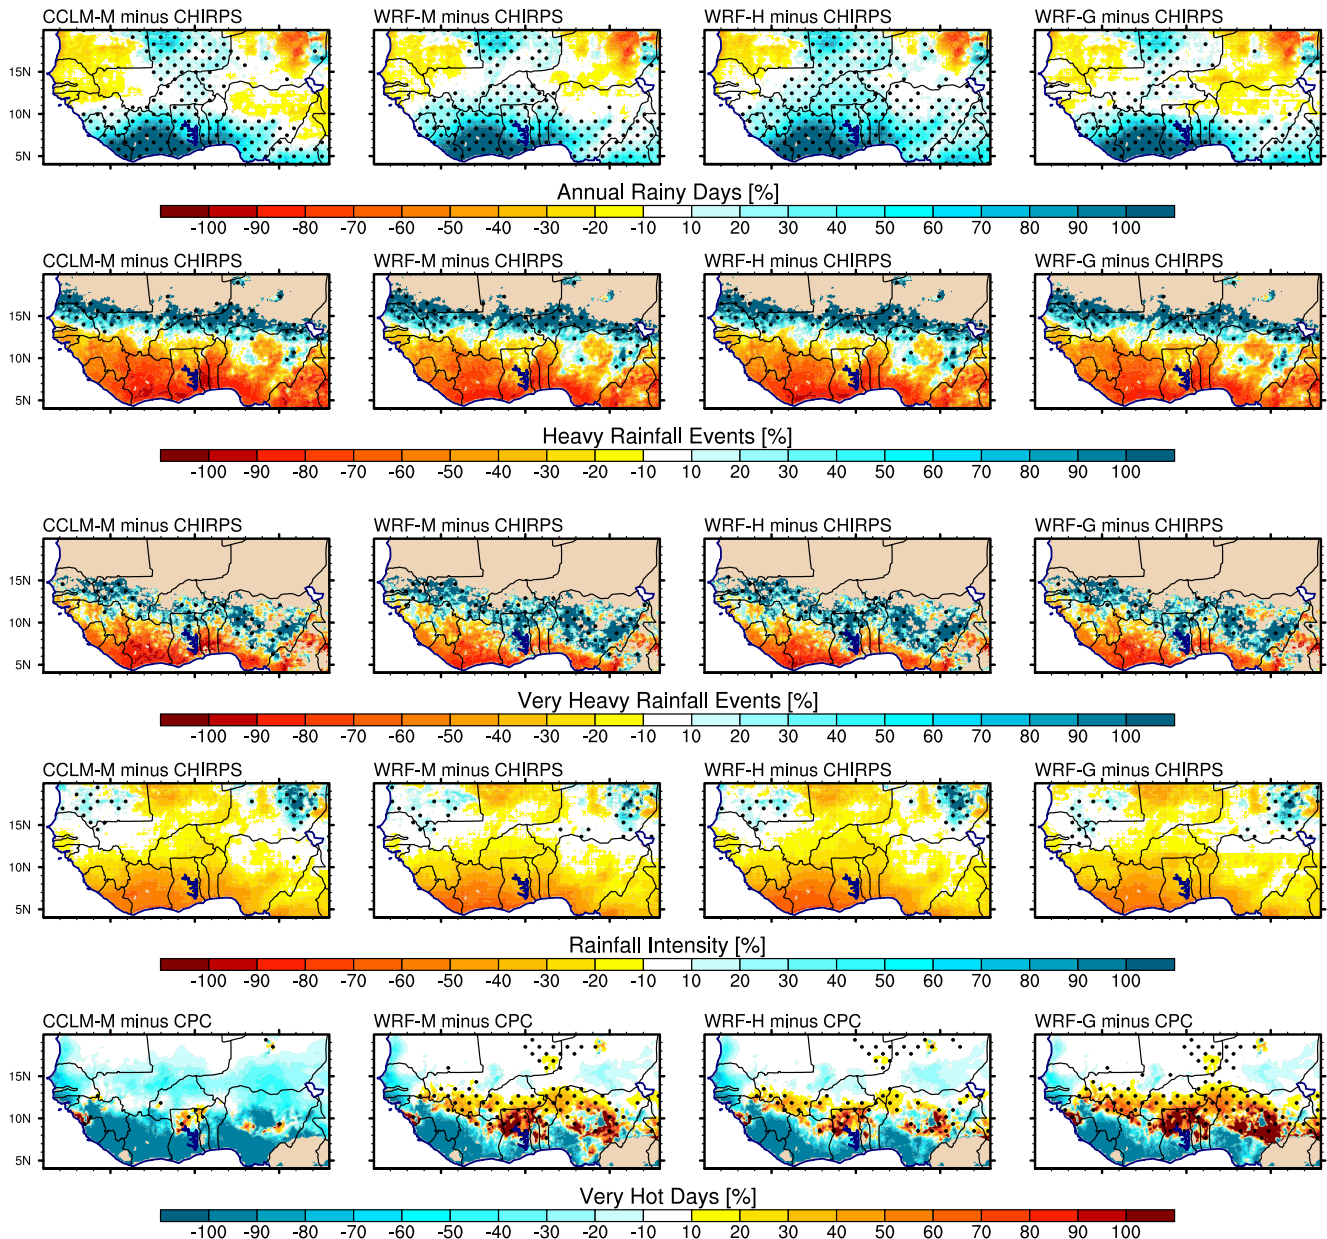 CCLM-M minus CHIRPS WRF-M minus CHIRPS WRF-H minus CHIRPS WRF-G minus CHIRPS
15N
10N
5N
Annual Rainy Days [%]
-100 -90 -70 -60 -50 -40 -30 -20 -10 10 20 30 40 50 60 70 80 90 100
CCLM-M minus CHIRPS WRF-M minus CHIRPS WRF-H minus CHIRPS WRF-G minus CHIRPS
15N
10N
5N
Heavy Rainfall Events [%]
-100 -90 -70 -60 -50 -40 -30 -20 -10 10 20 30 40 50 60 70 80 90 100
CCLM-M minus CHIRPS WRF-M minus CHIRPS WRF-H minus CHIRPS WRF-G minus CHIRPS
15N
10N
5N
Very Heavy Rainfall Events [%]
-100 -90 -70 -60 -50 -40 -30 -20 -10 10 20 30 40 50 60 70 80 90 100
CCLM-M minus CHIRPS WRF-M minus CHIRPS WRF-H minus CHIRPS WRF-G minus CHIRPS
15N
10N
5N
Rainfall Intensity [%]
-100 -90 -70 -60 -50 -40 -30 -20 -10 10 20 30 40 50 60 70 80 90 100
CCLM-M minus CPC WRF-M minus CPC WRF-H minus CPC WRF-G minus CPC
15N
10N
5N
Very Hot Days [%]
-100 -90 -70 -60 -50 -40 -30 -20 -10 10 20 30 40 50 60 70 80 90 100